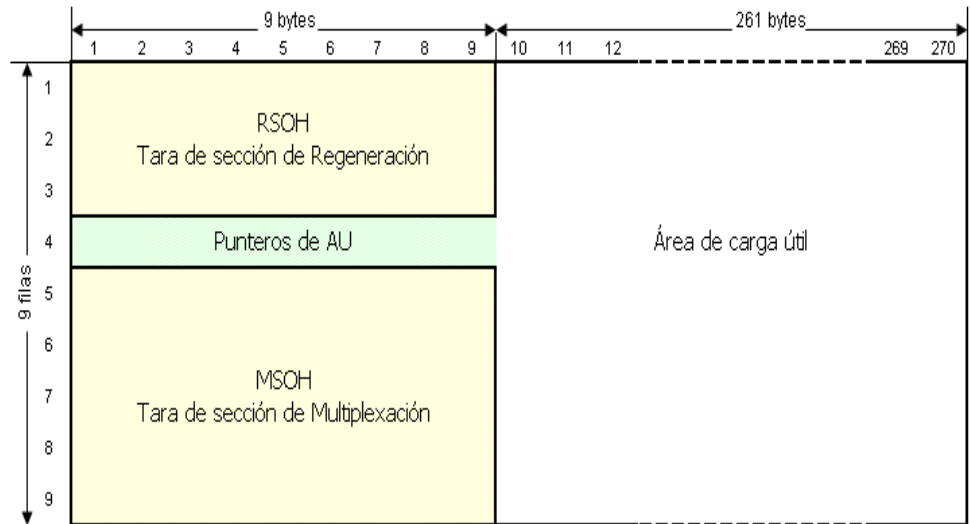 9 bytes 261 bytes
1 2 3 4 5 6 7 8 9 10 11 12 269 270
1
RSOH
2
Tara de sección de Regeneración
3
4 Punteros de AU Área de carga útil
9 filas
5
6
MSOH
7
Tara de sección de Multiplexación
8
9